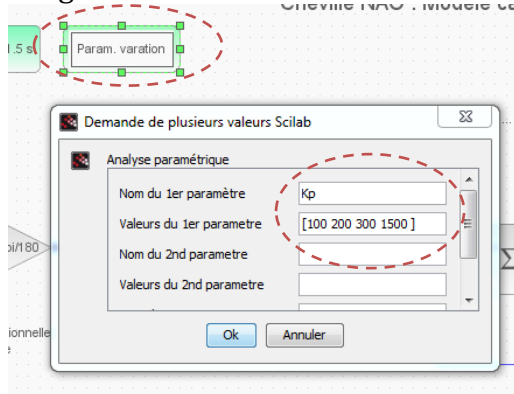 Cheville NAO : Modèle ca
1.5 s
Param. varation
Demande de plusieurs valeurs Scilab
Analyse paramétrique
Nom du 1er paramètre
Kp
Valeurs du 1er parametre
[100 200 300 1500 ]
Nom du 2nd parametre
Valeurs du 2nd parametre
pi/180
Σ
ionnelle
Ok
Annuler